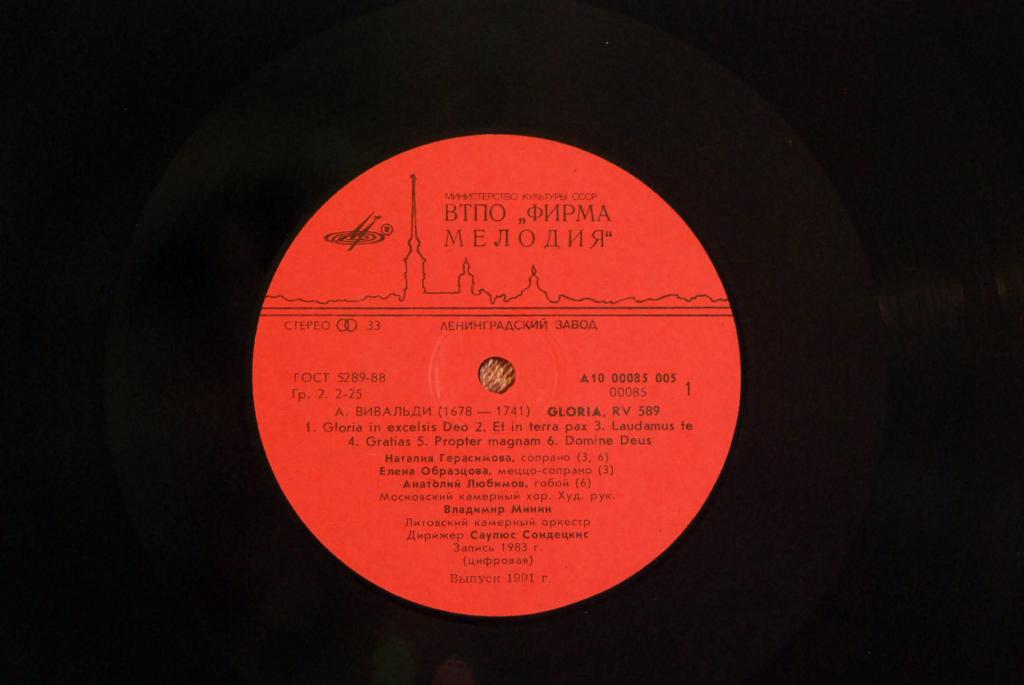 МИНИСТЕРСТВО КУЛЬТУРЫ СССР
ВТПО „ФИРМА
МЕЛОДИЯ“
®
СТЕРЕО 33 ЛЕНИНГРАДСКИЙ ЗАВОД
ГОСТ 5289-88 А10 00085 005
Гр. 2. 2-25 00085 1
А. ВИВАЛЬДИ (1678 — 1741) GLORIA, RV 589
1. Gloria in excelsis Deo 2. Et in terra pax 3. Laudamus te
4. Gratias 5. Propter magnam 6. Domine Deus
Наталия Герасимова, сопрано (3, 6)
Елена Образцова, меццо-сопрано (3)
Анатолий Любимов, гобой (6)
Московский камерный хор. Худ. рук.
Владимир Минин
Литовский камерный оркестр
Дирижер Саулюс Сондецкис
Запись 1983 г.
(цифровая)
Выпуск 1991 г.